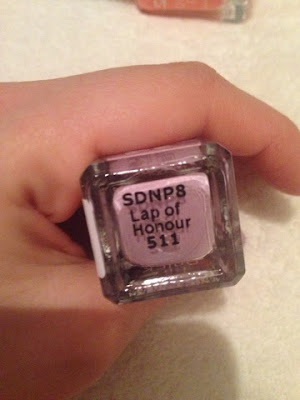 SDNP8
Lap of
Honour
511